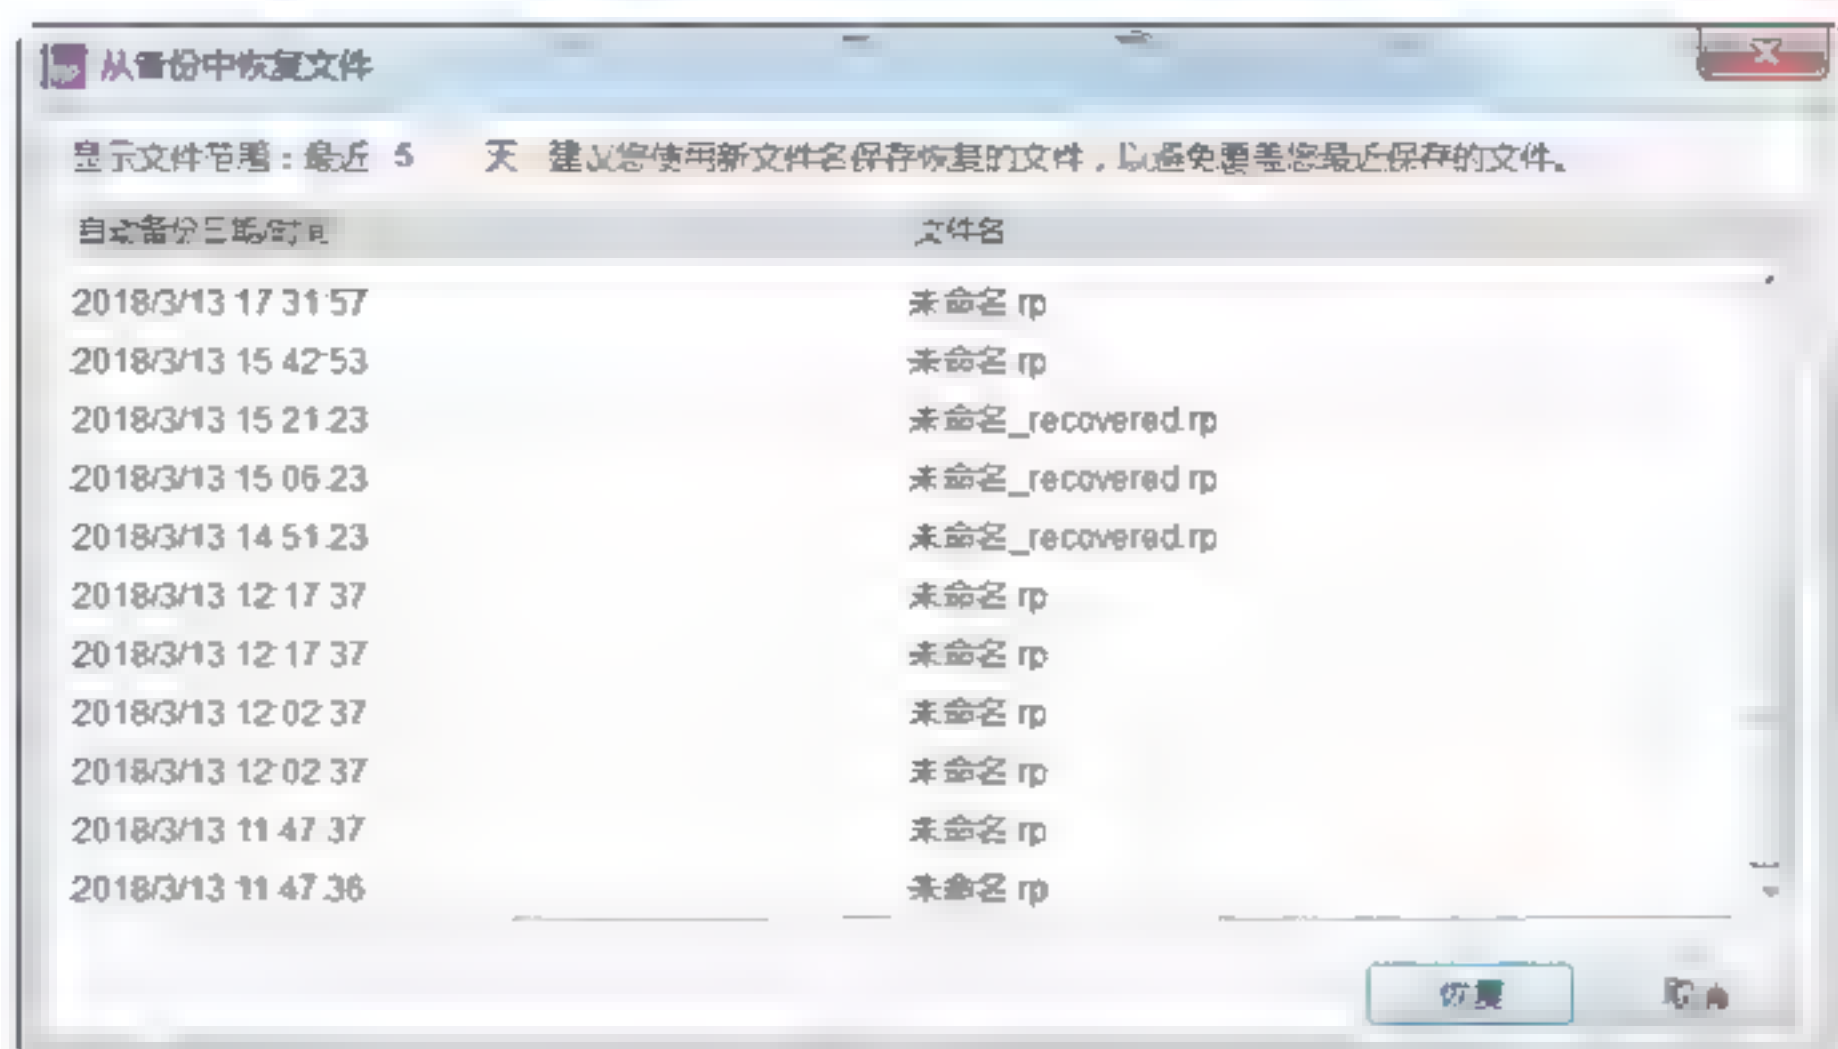 从备份中恢复文件
显示文件范围：最近 5 天 建议您使用新文件名保存恢复的文件，以避免覆盖您最近保存的文件。
自动备份日期/时间 文件名
2018/3/13 17:31:57 未命名.rp
2018/3/13 15:42:53 未命名.rp
2018/3/13 15:21:23 未命名_recovered.rp
2018/3/13 15:06:23 未命名_recovered.rp
2018/3/13 14:51:23 未命名_recovered.rp
2018/3/13 12:17:37 未命名.rp
2018/3/13 12:17:37 未命名.rp
2018/3/13 12:02:37 未命名.rp
2018/3/13 12:02:37 未命名.rp
2018/3/13 11:47:37 未命名.rp
2018/3/13 11:47:36 未命名.rp
恢复